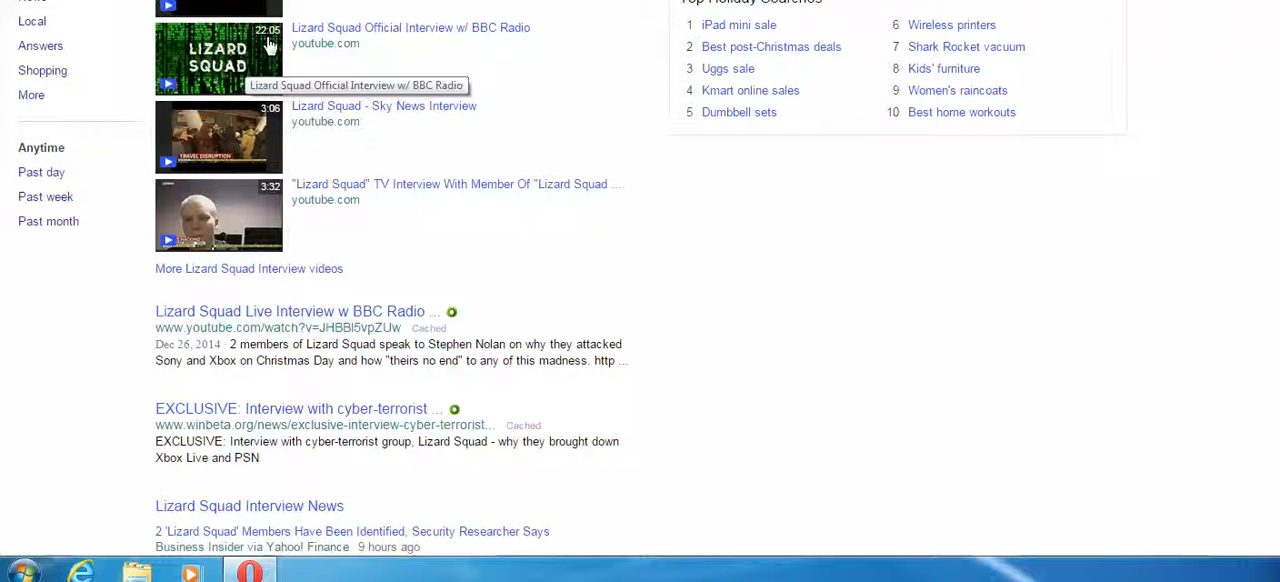 Local
Answers
Shopping
More
Anytime
Past day
Past week
Past month
22:05
LIZARD
SQUAD
Lizard Squad Official Interview w/ BBC Radio
youtube.com
Lizard Squad Official Interview w/ BBC Radio
3:06
TRAVEL DISRUPTION
Lizard Squad - Sky News Interview
youtube.com
3:32
"Lizard Squad" TV Interview With Member Of "Lizard Squad ....
youtube.com
More Lizard Squad Interview videos
Lizard Squad Live Interview w BBC Radio ...
www.youtube.com/watch?v=JHBBl5vpZUw Cached
Dec 26, 2014 · 2 members of Lizard Squad speak to Stephen Nolan on why they attacked
Sony and Xbox on Christmas Day and how "theirs no end" to any of this madness. http ...
EXCLUSIVE: Interview with cyber-terrorist ...
www.winbeta.org/news/exclusive-interview-cyber-terrorist... Cached
EXCLUSIVE: Interview with cyber-terrorist group, Lizard Squad - why they brought down
Xbox Live and PSN
Lizard Squad Interview News
2 'Lizard Squad' Members Have Been Identified, Security Researcher Says
Business Insider via Yahoo! Finance 9 hours ago
1 iPad mini sale
2 Best post-Christmas deals
3 Uggs sale
4 Kmart online sales
5 Dumbbell sets
6 Wireless printers
7 Shark Rocket vacuum
8 Kids' furniture
9 Women's raincoats
10 Best home workouts